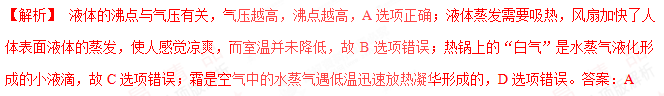 【解析】 液体的沸点与气压有关，气压越高，沸点越高，A 选项正确；液体蒸发需要吸热，风扇加快了人
体表面液体的蒸发，使人感觉凉爽，而室温并未降低，故 B 选项错误；热锅上的“白气”是水蒸气液化形
成的小液滴，故 C 选项错误；霜是空气中的水蒸气遇低温迅速放热凝华形成的，D 选项错误。答案：A